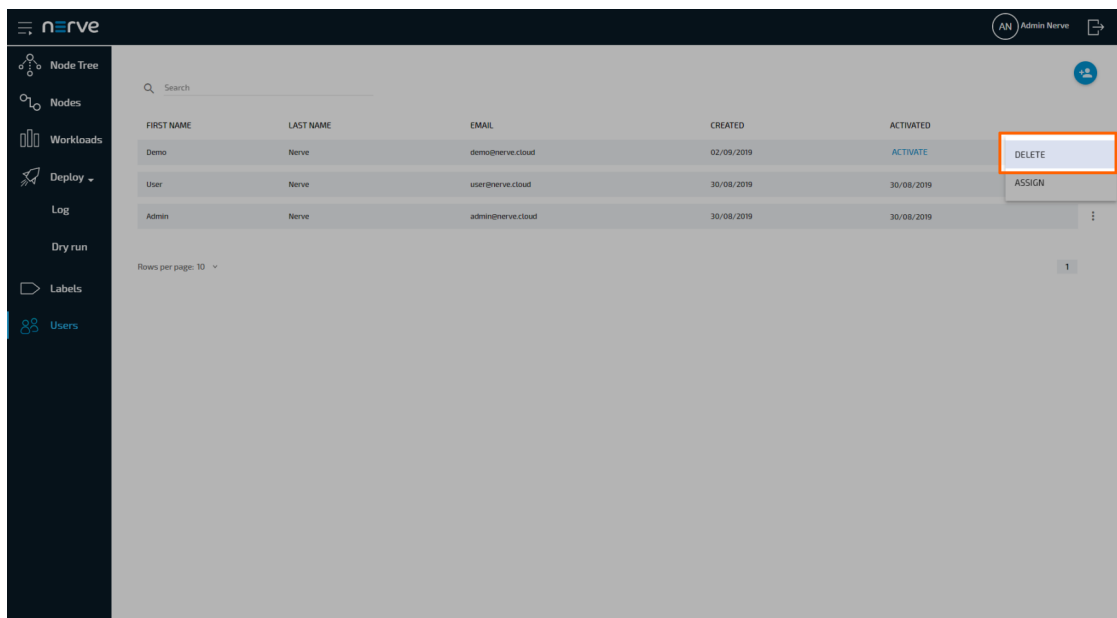 nerve
AN Admin Nerve
Node Tree
Nodes
Workloads
Deploy
Log
Dry run
Labels
Users
Search
FIRST NAME LAST NAME EMAIL CREATED ACTIVATED
Demo Nerve demo@nerve.cloud 02/09/2019 ACTIVATE
User Nerve user@nerve.cloud 30/08/2019 30/08/2019
Admin Nerve admin@nerve.cloud 30/08/2019 30/08/2019
DELETE
ASSIGN
Rows per page: 10 1